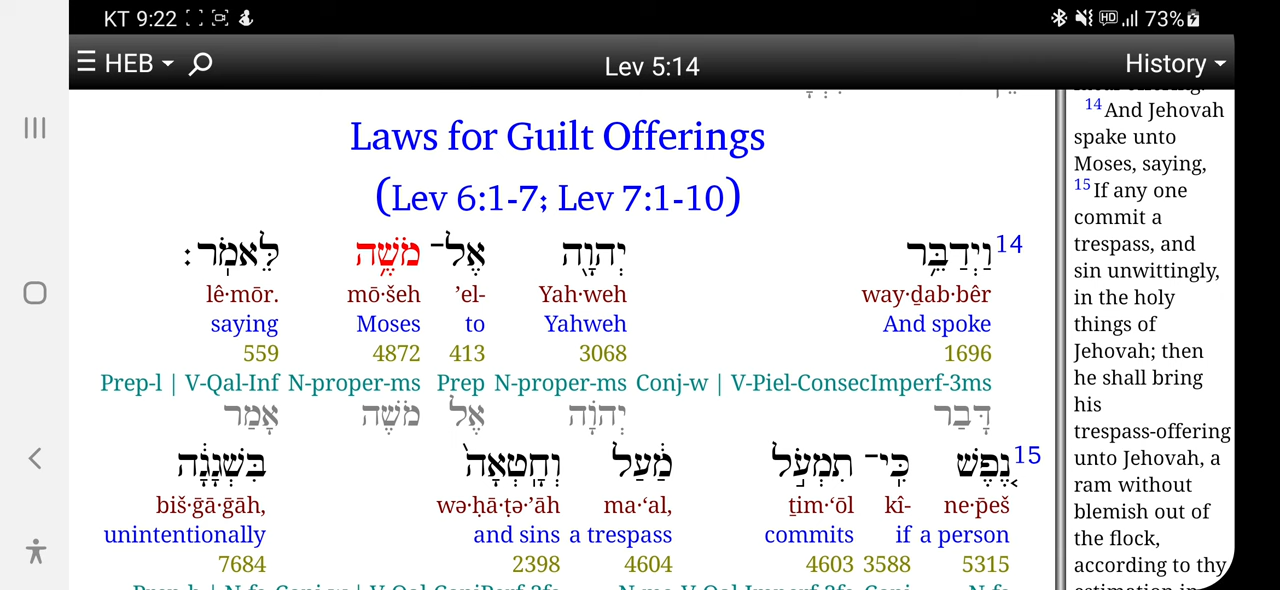 KT 9:22 HD 73%
HEB Lev 5:14 History
Laws for Guilt Offerings
(Lev 6:1-7; Lev 7:1-10)
14 וַיְדַבֵּ֥ר יְהוָ֖ה אֶל־ מֹשֶׁ֥ה לֵּאמֹֽר׃
way·ḏab·bêr Yah·weh ’el- mō·šeh lê·mōr.
And spoke Yahweh to Moses saying
1696 3068 413 4872 559
Conj-w | V-Piel-ConsecImperf-3ms N-proper-ms Prep N-proper-ms Prep-l | V-Qal-Inf
דָּבַר יְהוָֹה אֶל מֹשֶׁה אָמַר
15 נֶ֚פֶשׁ כִּֽי־ תִמְעֹ֣ל מַ֔עַל וְחָֽטְאָה֙ בִּשְׁגָגָ֔ה
ne·p̄eš kî- ṯim·‘ōl ma·‘al, wə·ḥā·ṭə·’āh biš·ḡā·ḡāh,
a person if commits a trespass and sins unintentionally
5315 3588 4603 4604 2398 7684
14 And Jehovah
spake unto
Moses, saying,
15 If any one
commit a
trespass, and
sin unwittingly,
in the holy
things of
Jehovah; then
he shall bring
his
trespass-offering
unto Jehovah, a
ram without
blemish out of
the flock,
according to thy